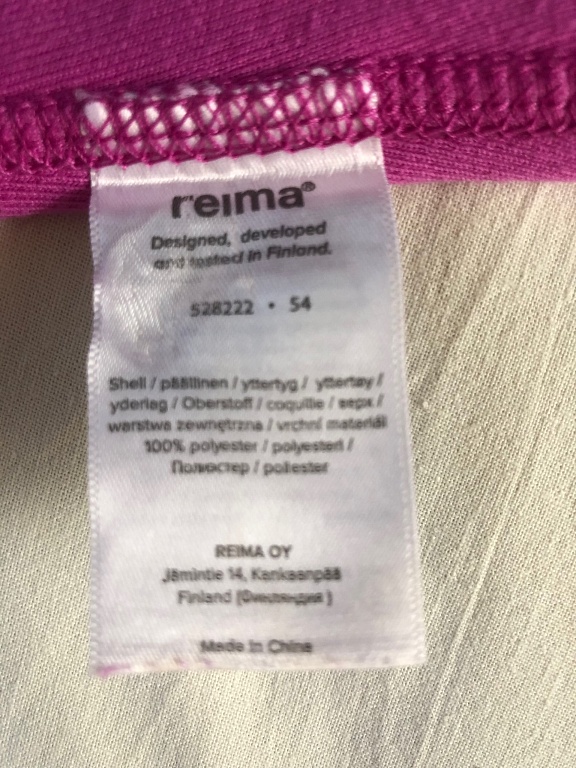 reima®
Designed, developed
and tested in Finland.
528222 • 54
Shell / päällinen / yttertyg / yttertøy /
yderlag / Oberstoff / coquille / верх /
warstwa zewnętrzna / vrchní materiál
100% polyester / polyesteri /
Полиэстер / poliester
REIMA OY
Jämintie 14, Kankaanpää
Finland (Финляндия)
Made in China